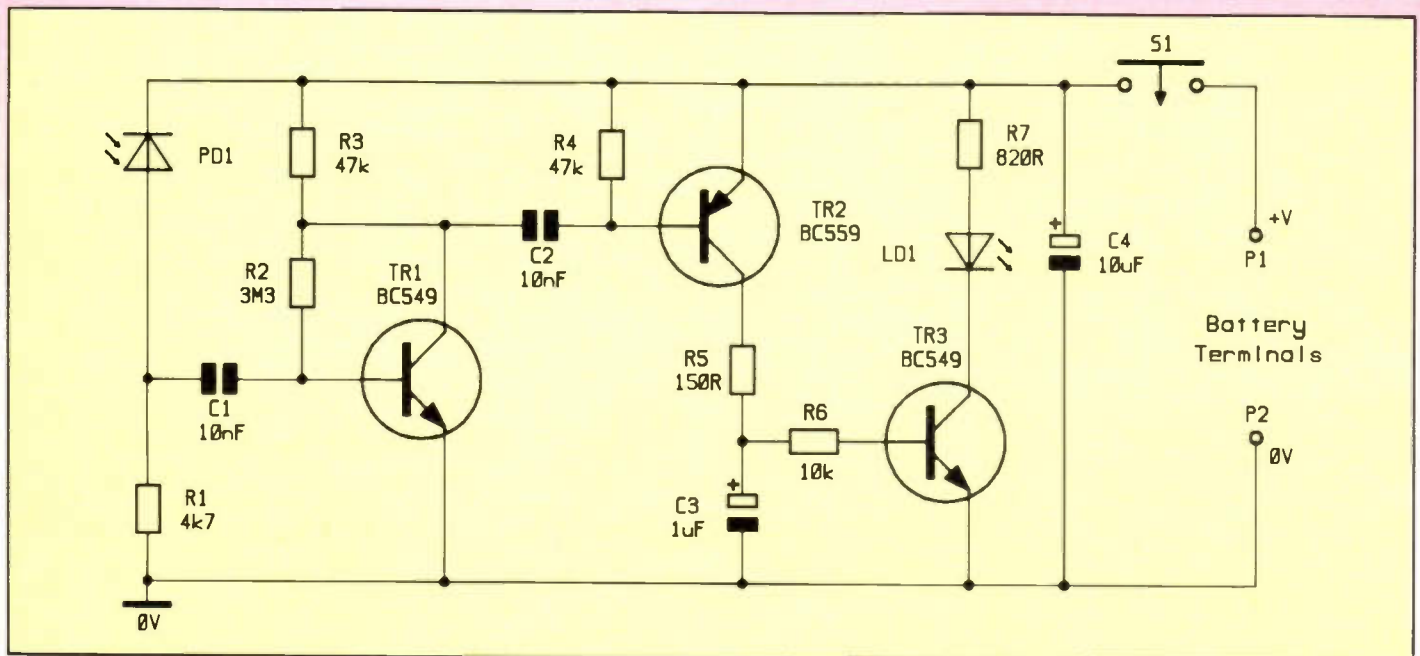 S1
PD1
R3
47k
R4
47k
R7
820R
TR2
BC559
+V
P1
LD1
C4
+
10uF
C2
10nF
R2
3M3
TR1
BC549
Battery
Terminals
TR3
BC549
R5
150R
R6
10k
C1
10nF
P2
0V
R1
4k7
+
C3
1uF
0V